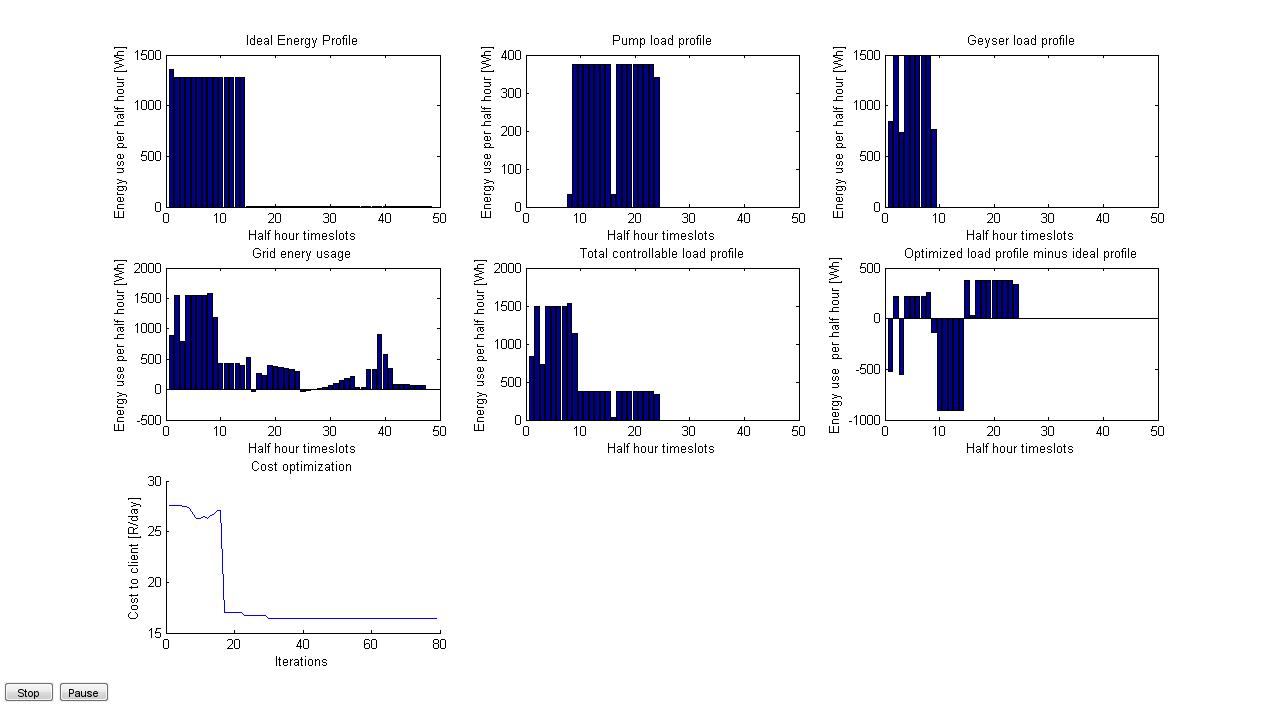 Ideal Energy Profile
Energy use per half hour [Wh]
1500
1000
500
0
0 10 20 30 40 50
Half hour timeslots
Pump load profile
Energy use per half hour [Wh]
400
300
200
100
0
0 10 20 30 40 50
Half hour timeslots
Geyser load profile
Energy use per half hour [Wh]
1500
1000
500
0
0 10 20 30 40 50
Half hour timeslots
Grid enery usage
Energy use per half hour [Wh]
2000
1500
1000
500
0
-500
0 10 20 30 40 50
Half hour timeslots
Total controllable load profile
Energy use per half hour [Wh]
2000
1500
1000
500
0
0 10 20 30 40 50
Half hour timeslots
Optimized load profile minus ideal profile
Energy use per half hour [Wh]
500
0
-500
-1000
0 10 20 30 40 50
Half hour timeslots
Cost optimization
Cost to client [R/day]
30
25
20
15
0 20 40 60 80
Iterations
Stop Pause